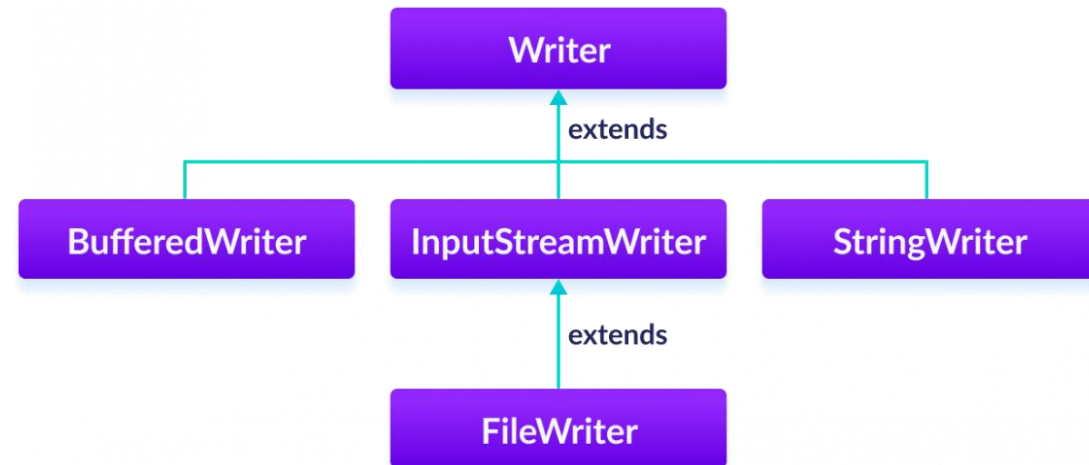 Writer
extends
BufferedWriter
InputStreamWriter
StringWriter
extends
FileWriter